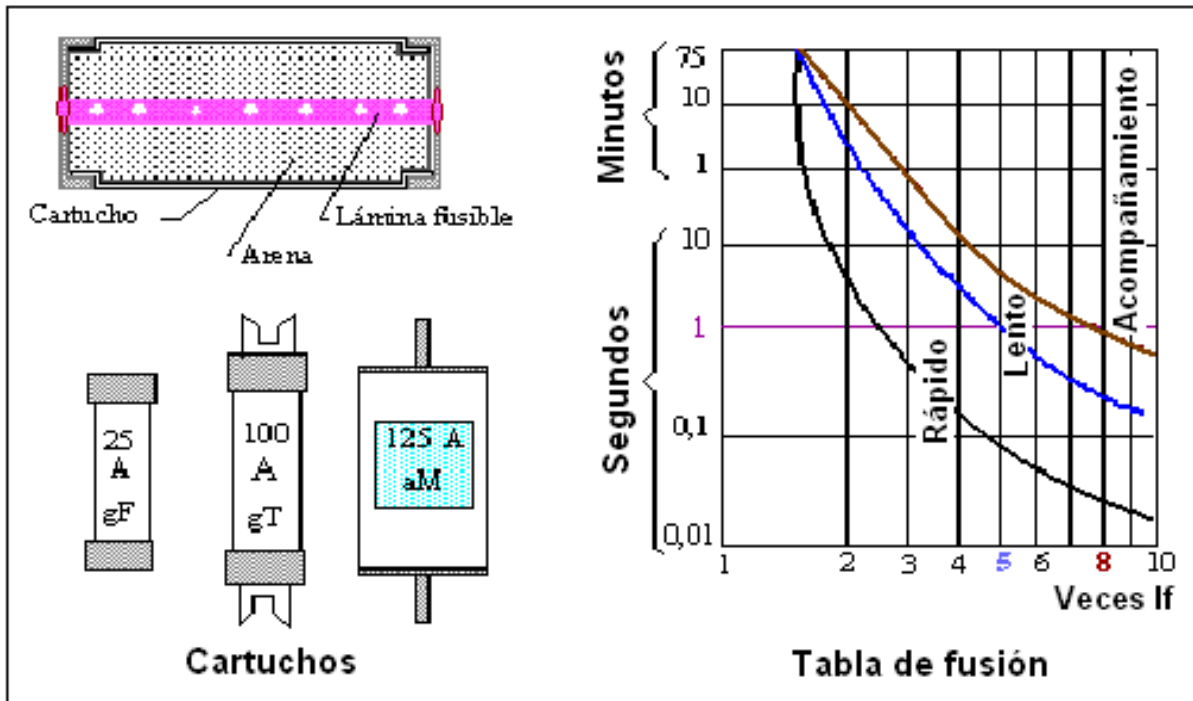 Cartucho
Lámina fusible
Arena
25
A
gF
100
A
gT
125 A
aM
Cartuchos
Minutos
Segundos
75
10
1
10
1
0,1
0,01
Rápido
Lento
Acompañamiento
1 2 3 4 5 6 8 10
Veces If
Tabla de fusión